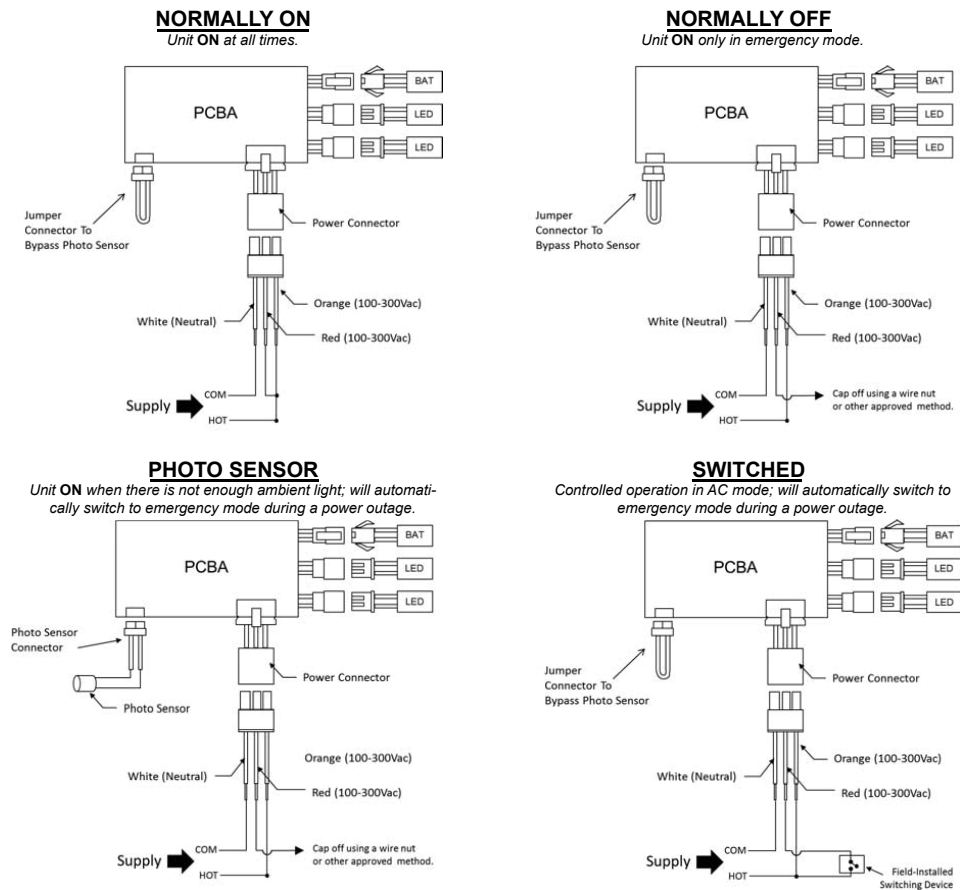 NORMALLY ON
Unit ON at all times.
PCBA
BAT
LED
LED
Jumper
Connector To
Bypass Photo Sensor
Power Connector
Orange (100-300Vac)
White (Neutral)
Red (100-300Vac)
COM
Supply
HOT
NORMALLY OFF
Unit ON only in emergency mode.
PCBA
BAT
LED
LED
Jumper
Connector To
Bypass Photo Sensor
Power Connector
Orange (100-300Vac)
White (Neutral)
Red (100-300Vac)
COM
Supply
HOT
Cap off using a wire nut
or other approved method.
PHOTO SENSOR
Unit ON when there is not enough ambient light; will automati-
cally switch to emergency mode during a power outage.
PCBA
BAT
LED
LED
Photo Sensor
Connector
Photo Sensor
Power Connector
Orange (100-300Vac)
White (Neutral)
Red (100-300Vac)
COM
Supply
HOT
Cap off using a wire nut
or other approved method.
SWITCHED
Controlled operation in AC mode; will automatically switch to
emergency mode during a power outage.
PCBA
BAT
LED
LED
Jumper
Connector To
Bypass Photo Sensor
Power Connector
Orange (100-300Vac)
White (Neutral)
Red (100-300Vac)
COM
Supply
HOT
Field-Installed
Switching Device